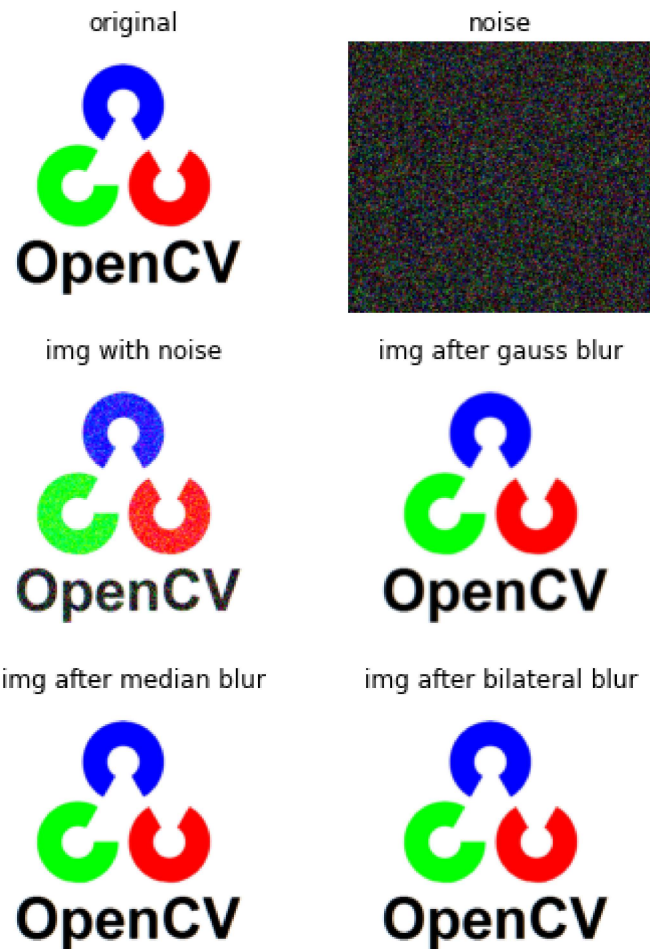 original
noise
OpenCV
img with noise
img after gauss blur
OpenCV
OpenCV
img after median blur
img after bilateral blur
OpenCV
OpenCV